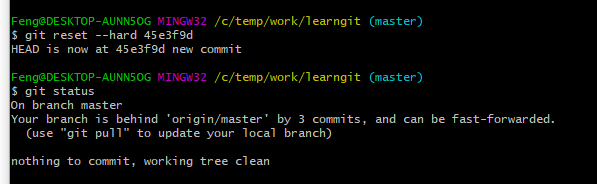 Feng@DESKTOP-AUNN5OG MINGW32 /c/temp/work/learngit (master)
$ git reset --hard 45e3f9d
HEAD is now at 45e3f9d new commit
Feng@DESKTOP-AUNN5OG MINGW32 /c/temp/work/learngit (master)
$ git status
On branch master
Your branch is behind 'origin/master' by 3 commits, and can be fast-forwarded.
  (use "git pull" to update your local branch)
nothing to commit, working tree clean